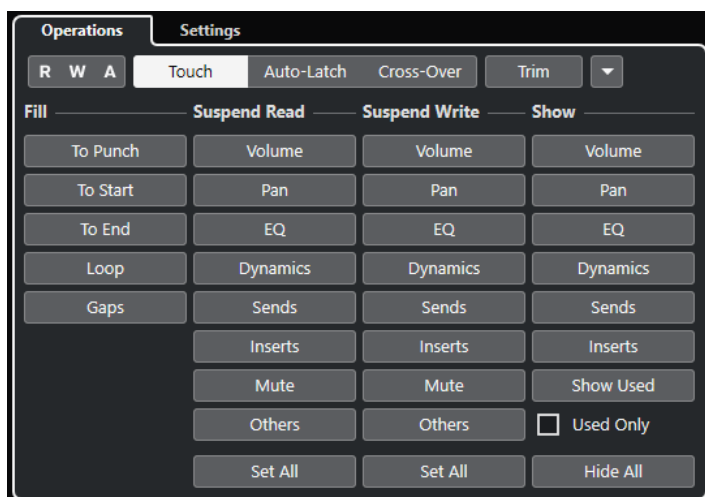 Operations Settings
R W A Touch Auto-Latch Cross-Over Trim
Fill Suspend Read Suspend Write Show
To Punch Volume Volume Volume
To Start Pan Pan Pan
To End EQ EQ EQ
Loop Dynamics Dynamics Dynamics
Gaps Sends Sends Sends
Inserts Inserts Inserts
Mute Mute Show Used
Others Others Used Only
Set All Set All Hide All